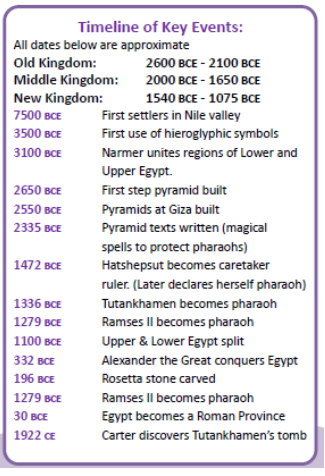 Timeline of Key Events:
All dates below are approximate
Old Kingdom: 2600 BCE - 2100 BCE
Middle Kingdom: 2000 BCE - 1650 BCE
New Kingdom: 1540 BCE - 1075 BCE
7500 BCE First settlers in Nile valley
3500 BCE First use of hieroglyphic symbols
3100 BCE Narmer unites regions of Lower and
Upper Egypt.
2650 BCE First step pyramid built
2550 BCE Pyramids at Giza built
2335 BCE Pyramid texts written (magical
spells to protect pharaohs)
1472 BCE Hatshepsut becomes caretaker
ruler. (Later declares herself pharaoh)
1336 BCE Tutankhamen becomes pharaoh
1279 BCE Ramses II becomes pharaoh
1100 BCE Upper & Lower Egypt split
332 BCE Alexander the Great conquers Egypt
196 BCE Rosetta stone carved
1279 BCE Ramses II becomes pharaoh
30 BCE Egypt becomes a Roman Province
1922 CE Carter discovers Tutankhamen's tomb